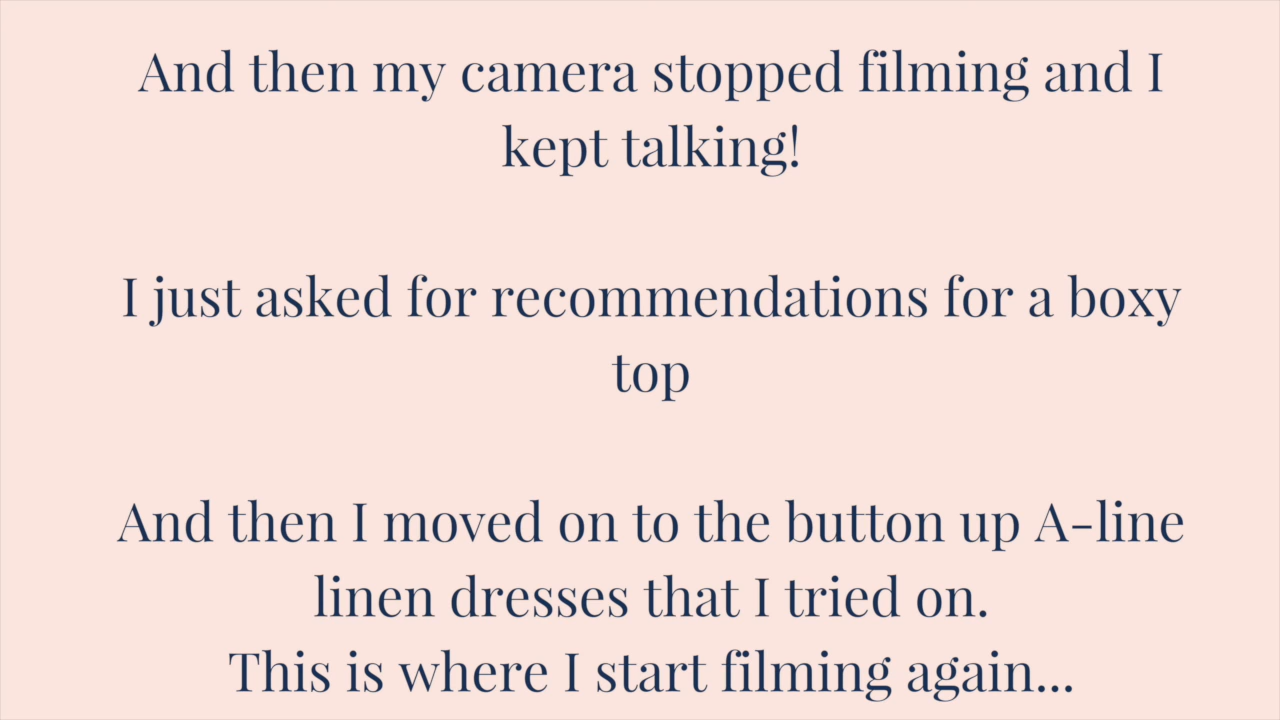 And then my camera stopped filming and I
kept talking!
I just asked for recommendations for a boxy
top
And then I moved on to the button up A-line
linen dresses that I tried on.
This is where I start filming again...